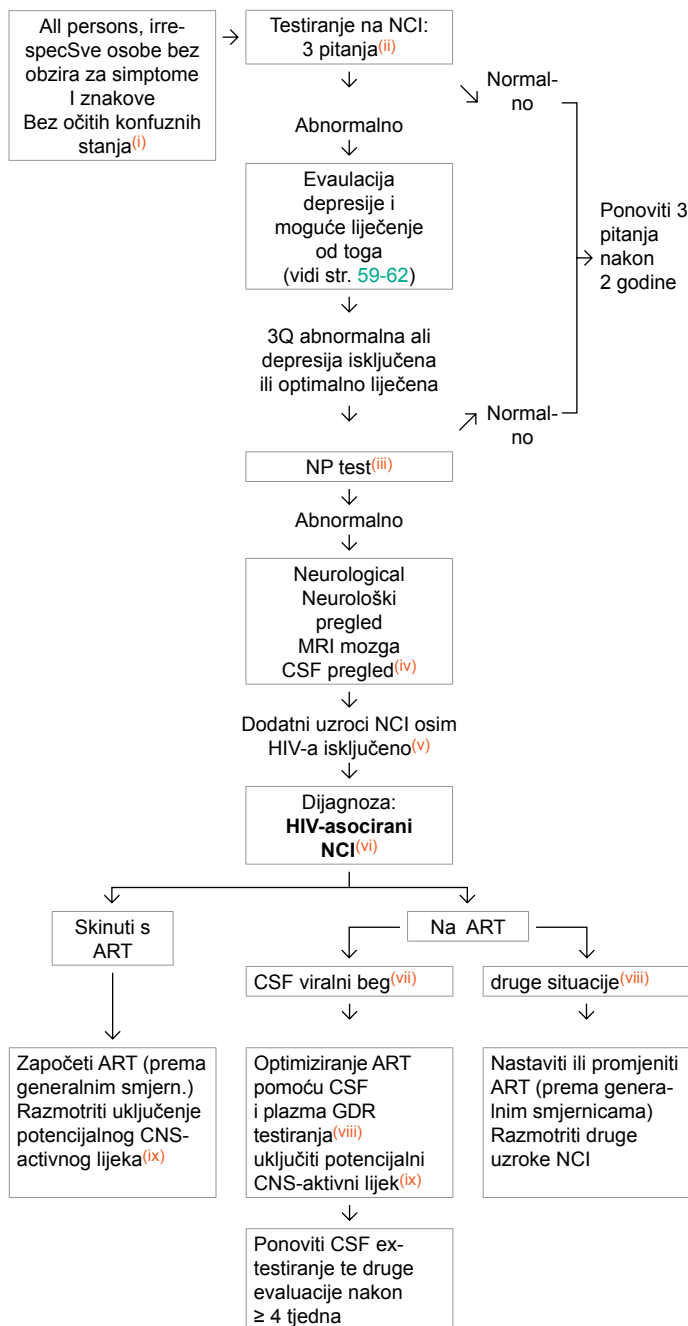 All persons, irre-
specSve osobe bez
obzira za simptome
I znakove
Bez očitih konfuznih
stanja(i)
Testiranje na NCI:
3 pitanja(ii)
Normal-
no
Abnormalno
Evaulacija
depresije i
moguće liječenje
od toga
(vidi str. 59-62)
Ponoviti 3
pitanja
nakon
2 godine
3Q abnormalna ali
depresija isključena
ili optimalno liječena
Normal-
no
NP test(iii)
Abnormalno
Neurological
Neurološki
pregled
MRI mozga
CSF pregled(iv)
Dodatni uzroci NCI osim
HIV-a isključeno(v)
Dijagnoza:
HIV-asocirani
NCI(vi)
Skinuti s
ART
Na ART
CSF viralni beg(vii)
druge situacije(viii)
Započeti ART (prema
generalnim smjern.)
Razmotriti uključenje
potencijalnog CNS-
activnog lijeka(ix)
Optimiziranje ART
pomoću CSF
i plazma GDR
testiranja(viii)
uključiti potencijalni
CNS-aktivni lijek(ix)
Nastaviti ili promjeniti
ART (prema genera-
lnim smjernicama)
Razmotriti druge
uzroke NCI
Ponoviti CSF ex-
testiranje te druge
evaluacije nakon
≥ 4 tjedna